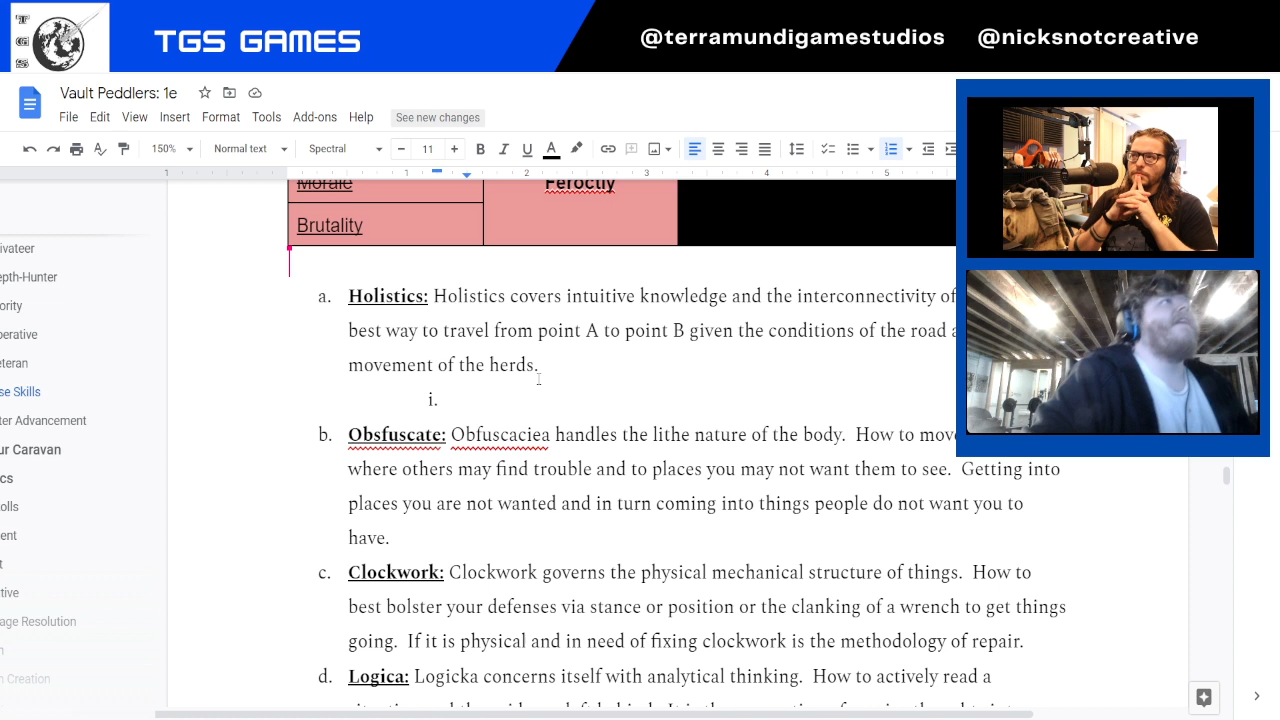 T
G
S
TGS GAMES
@terramundigamestudios @nicksnotcreative
Vault Peddlers: 1e
File Edit View Insert Format Tools Add-ons Help See new changes
150% Normal text Spectral − 11 + B I U A
1 1 2 3 4 5
Morale
Feroctiy
Brutality
ivateer
epth-Hunter
ority
perative
eteran
se Skills
ter Advancement
ur Caravan
cs
olls
ent
t
tive
age Resolution
n
n Creation
a. Holistics: Holistics covers intuitive knowledge and the interconnectivity of
best way to travel from point A to point B given the conditions of the road a
movement of the herds.
i.
b. Obsfuscate: Obfuscaciea handles the lithe nature of the body. How to move
where others may find trouble and to places you may not want them to see. Getting into
places you are not wanted and in turn coming into things people do not want you to
have.
c. Clockwork: Clockwork governs the physical mechanical structure of things. How to
best bolster your defenses via stance or position or the clanking of a wrench to get things
going. If it is physical and in need of fixing clockwork is the methodology of repair.
d. Logica: Logicka concerns itself with analytical thinking. How to actively read a